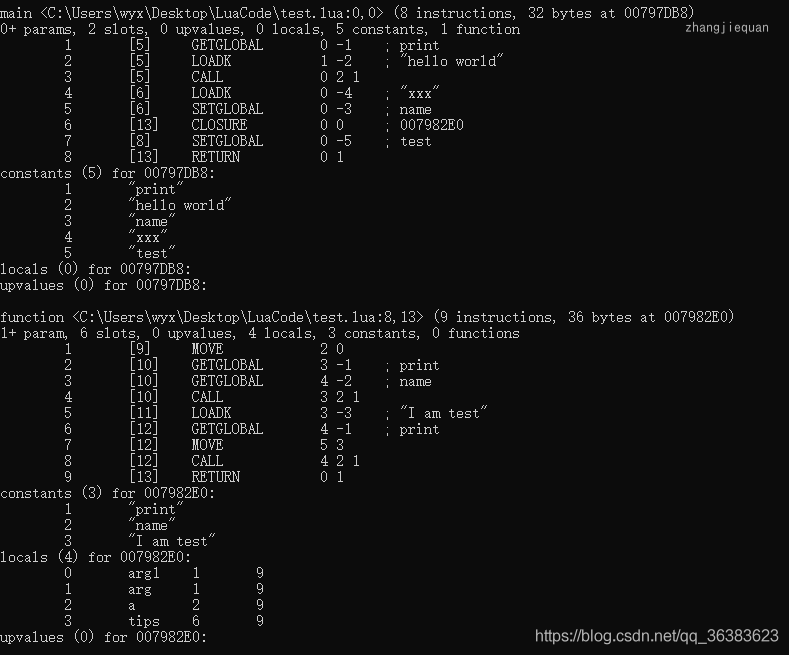 main <C:\Users\wyx\Desktop\LuaCode\test.lua:0,0> (8 instructions, 32 bytes at 00797DB8)
0+ params, 2 slots, 0 upvalues, 0 locals, 5 constants, 1 function
zhangjiequan
1 [5] GETGLOBAL 0 -1 ; print
2 [5] LOADK 1 -2 ; "hello world"
3 [5] CALL 0 2 1
4 [6] LOADK 0 -4 ; "xxx"
5 [6] SETGLOBAL 0 -3 ; name
6 [13] CLOSURE 0 0 ; 007982E0
7 [8] SETGLOBAL 0 -5 ; test
8 [13] RETURN 0 1
constants (5) for 00797DB8:
1 "print"
2 "hello world"
3 "name"
4 "xxx"
5 "test"
locals (0) for 00797DB8:
upvalues (0) for 00797DB8:
function <C:\Users\wyx\Desktop\LuaCode\test.lua:8,13> (9 instructions, 36 bytes at 007982E0)
1+ param, 6 slots, 0 upvalues, 4 locals, 3 constants, 0 functions
1 [9] MOVE 2 0
2 [10] GETGLOBAL 3 -1 ; print
3 [10] GETGLOBAL 4 -2 ; name
4 [10] CALL 3 2 1
5 [11] LOADK 3 -3 ; "I am test"
6 [12] GETGLOBAL 4 -1 ; print
7 [12] MOVE 5 3
8 [12] CALL 4 2 1
9 [13] RETURN 0 1
constants (3) for 007982E0:
1 "print"
2 "name"
3 "I am test"
locals (4) for 007982E0:
0 arg1 1 9
1 arg 1 9
2 a 2 9
3 tips 6 9
upvalues (0) for 007982E0:
https://blog.csdn.net/qq_36383623